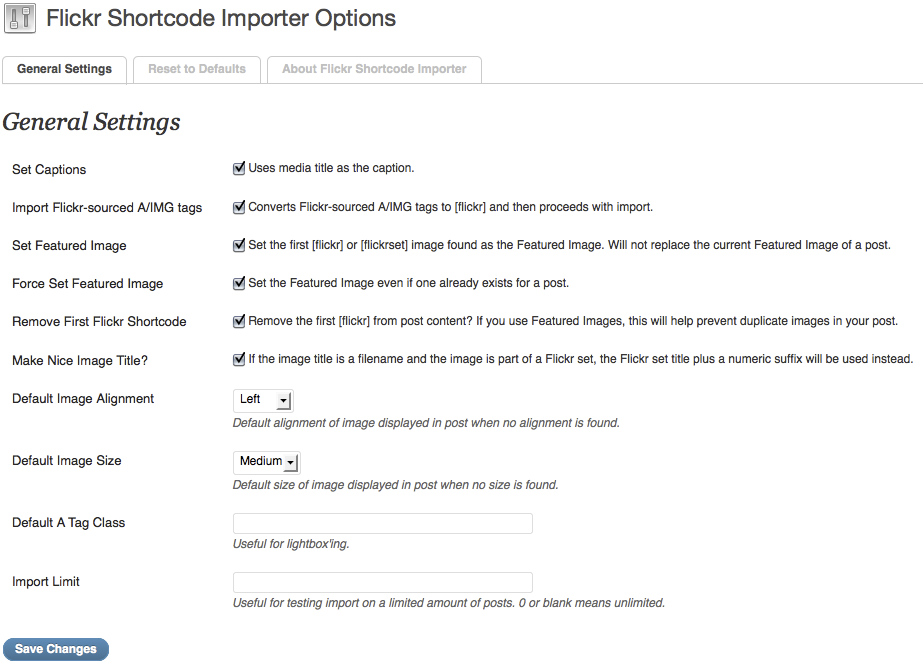 Flickr Shortcode Importer Options
General Settings
Reset to Defaults
About Flickr Shortcode Importer
General Settings
Set Captions
Uses media title as the caption.
Import Flickr-sourced A/IMG tags
Converts Flickr-sourced A/IMG tags to [flickr] and then proceeds with import.
Set Featured Image
Set the first [flickr] or [flickrset] image found as the Featured Image. Will not replace the current Featured Image of a post.
Force Set Featured Image
Set the Featured Image even if one already exists for a post.
Remove First Flickr Shortcode
Remove the first [flickr] from post content? If you use Featured Images, this will help prevent duplicate images in your post.
Make Nice Image Title?
If the image title is a filename and the image is part of a Flickr set, the Flickr set title plus a numeric suffix will be used instead.
Default Image Alignment
Left
Default alignment of image displayed in post when no alignment is found.
Default Image Size
Medium
Default size of image displayed in post when no size is found.
Default A Tag Class
Useful for lightbox'ing.
Import Limit
Useful for testing import on a limited amount of posts. 0 or blank means unlimited.
Save Changes